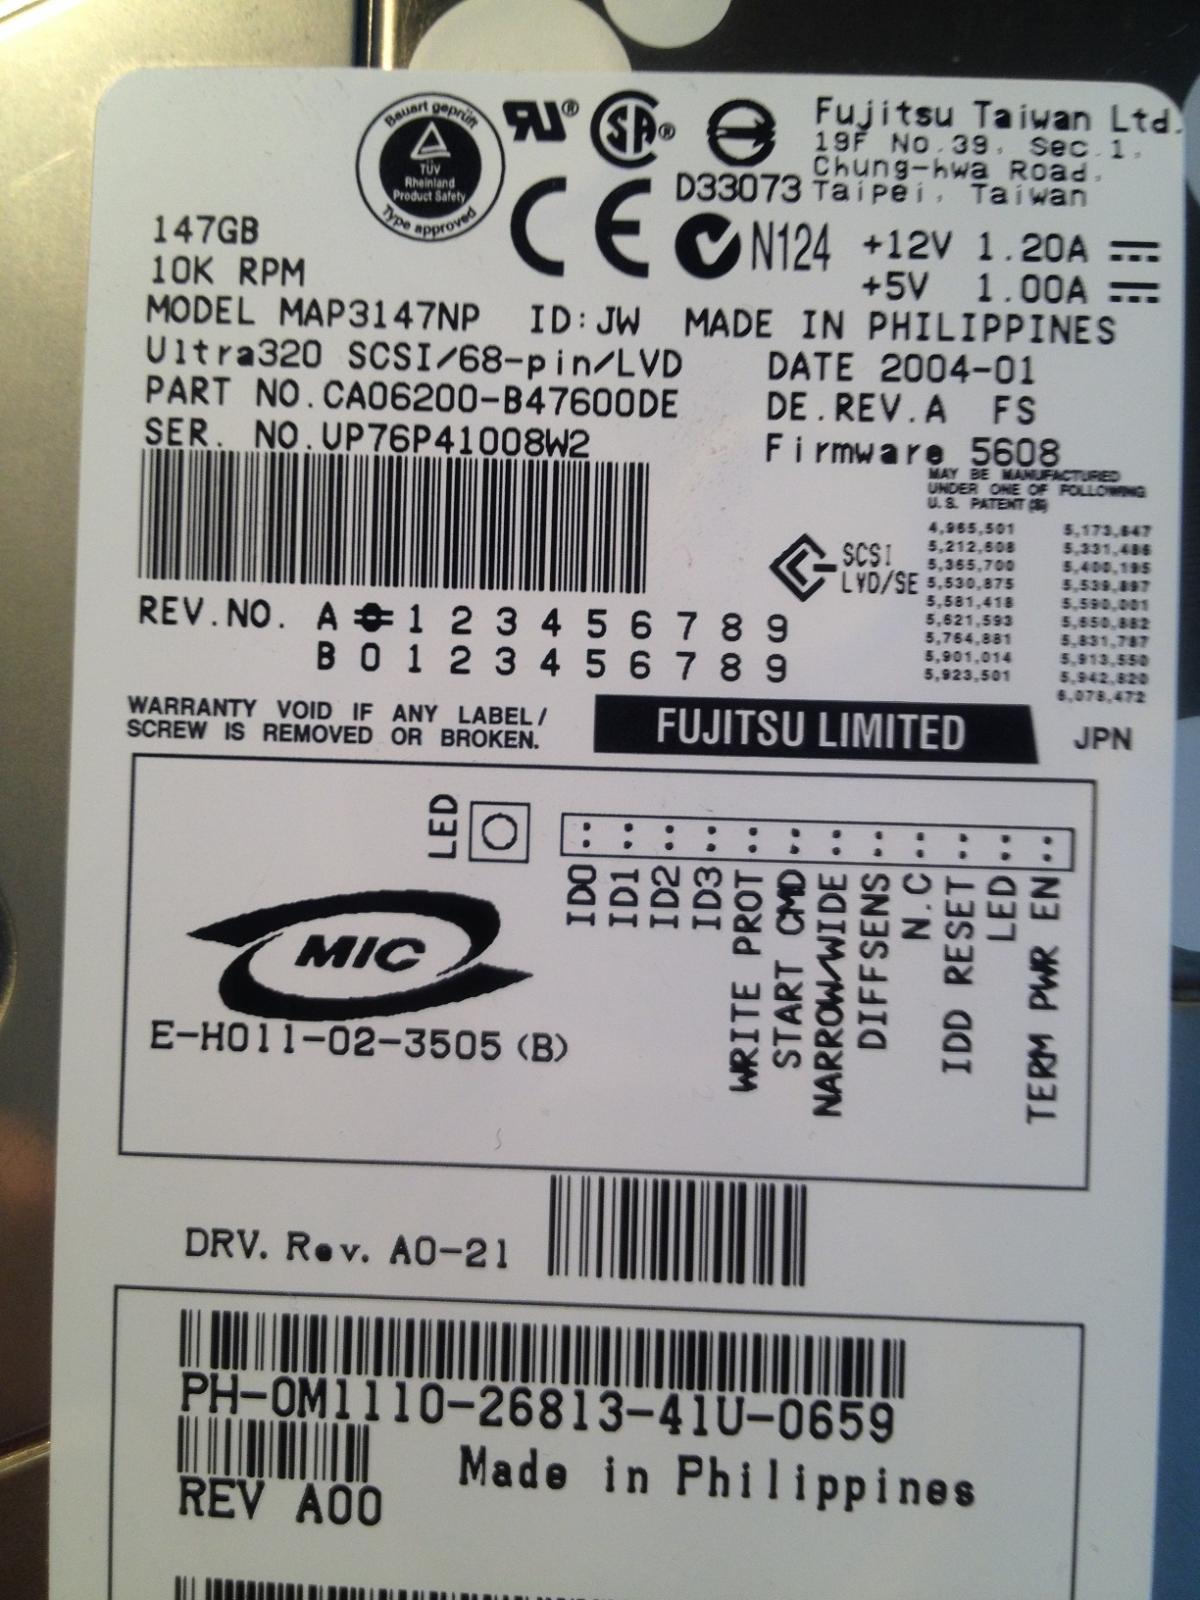 Bauart geprüft
TÜV
Rheinland
Product Safety
Type approved
SA
D33073
CE
N124
Fujitsu Taiwan Ltd.
19F No.39, Sec.1,
Chung-hwa Road,
Taipei, Taiwan
+12V 1.20A
+5V 1.00A
147GB
10K RPM
MODEL MAP3147NP ID:JW MADE IN PHILIPPINES
Ultra320 SCSI/68-pin/LVD DATE 2004-01
PART NO.CA06200-B47600DE DE.REV.A FS
SER. NO.UP76P41008W2 Firmware 5608
MAY BE MANUFACTURED
UNDER ONE OF FOLLOWING
U.S. PATENT(S)
4,965,501 5,173,647
5,212,608 5,331,486
5,365,700 5,400,195
5,530,875 5,539,897
5,581,418 5,590,001
5,621,593 5,650,882
5,764,881 5,831,787
5,901,014 5,913,550
5,923,501 5,942,820
6,078,472
SCSI
LVD/SE
REV.NO. A 0 1 2 3 4 5 6 7 8 9
B 0 1 2 3 4 5 6 7 8 9
WARRANTY VOID IF ANY LABEL/
SCREW IS REMOVED OR BROKEN.
FUJITSU LIMITED
JPN
LED
ID0
ID1
ID2
ID3
WRITE PROT
START CMD
NARROW/WIDE
DIFFSENS
N.C
IDD RESET
LED
TERM PWR EN
MIC
E-H011-02-3505 (B)
DRV. Rev. A0-21
PH-0M1110-26813-41U-0659
Made in Philippines
REV A00